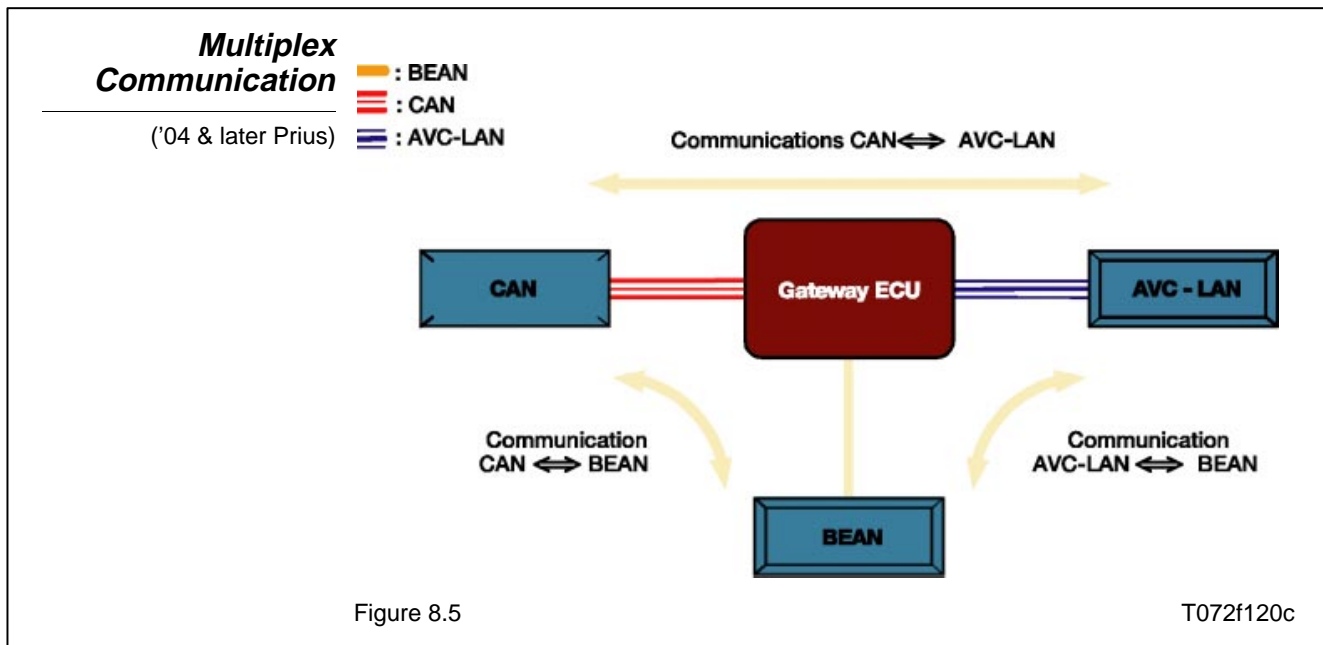 Multiplex
Communication
('04 & later Prius)
: BEAN
: CAN
: AVC-LAN
Communications CAN⇔ AVC-LAN
CAN
Gateway ECU
AVC - LAN
Communication
CAN ⇔ BEAN
Communication
AVC-LAN ⇔ BEAN
BEAN
Figure 8.5
T072f120c